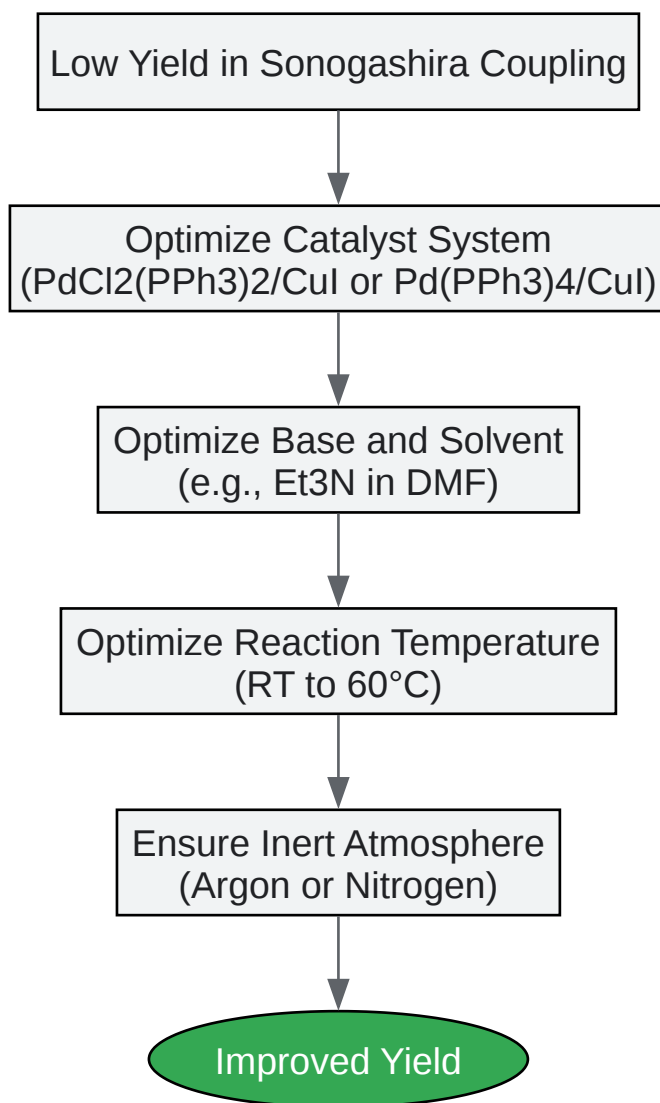 Low Yield in Sonogashira Coupling
Optimize Catalyst System
(PdCl2(PPh3)2/CuI or Pd(PPh3)4/CuI)
Optimize Base and Solvent
(e.g., Et3N in DMF)
Optimize Reaction Temperature
(RT to 60°C)
Ensure Inert Atmosphere
(Argon or Nitrogen)
Improved Yield